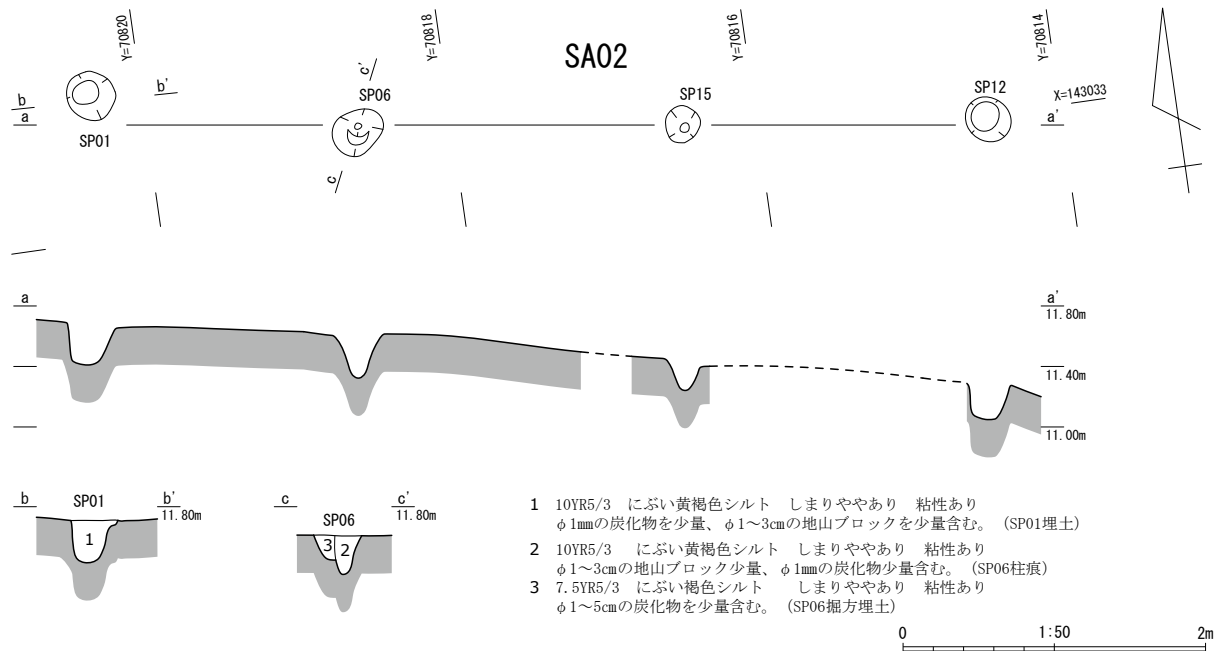 Y=70820
Y=70818
SA02
Y=70816
Y=70814
b
a
b'
c'
SP06
SP15
SP12
X=143033
a'
SP01
c
a
a'
11.80m
11.40m
11.00m
b
SP01
b'
11.80m
1
c
SP06
c'
11.80m
3
2
1 10YR5/3 にぶい黄褐色シルト しまりややあり 粘性あり
φ1㎜の炭化物を少量、φ1～3㎝の地山ブロックを少量含む。（SP01埋土）
2 10YR5/3 にぶい黄褐色シルト しまりややあり 粘性あり
φ1～3㎝の地山ブロック少量、φ1㎜の炭化物少量含む。（SP06柱痕）
3 7.5YR5/3 にぶい褐色シルト しまりややあり 粘性あり
φ1～5㎝の炭化物を少量含む。（SP06掘方埋土）
0 1:50 2m